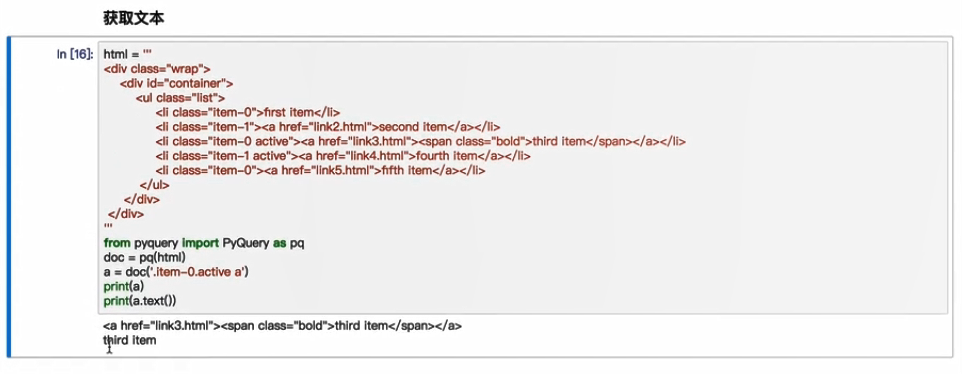 获取文本
In [16]: html = '''
<div class="wrap">
<div id="container">
<ul class="list">
<li class="item-0">first item</li>
<li class="item-1"><a href="link2.html">second item</a></li>
<li class="item-0 active"><a href="link3.html"><span class="bold">third item</span></a></li>
<li class="item-1 active"><a href="link4.html">fourth item</a></li>
<li class="item-0"><a href="link5.html">fifth item</a></li>
</ul>
</div>
</div>
'''
from pyquery import PyQuery as pq
doc = pq(html)
a = doc('.item-0.active a')
print(a)
print(a.text())
<a href="link3.html"><span class="bold">third item</span></a>
third item